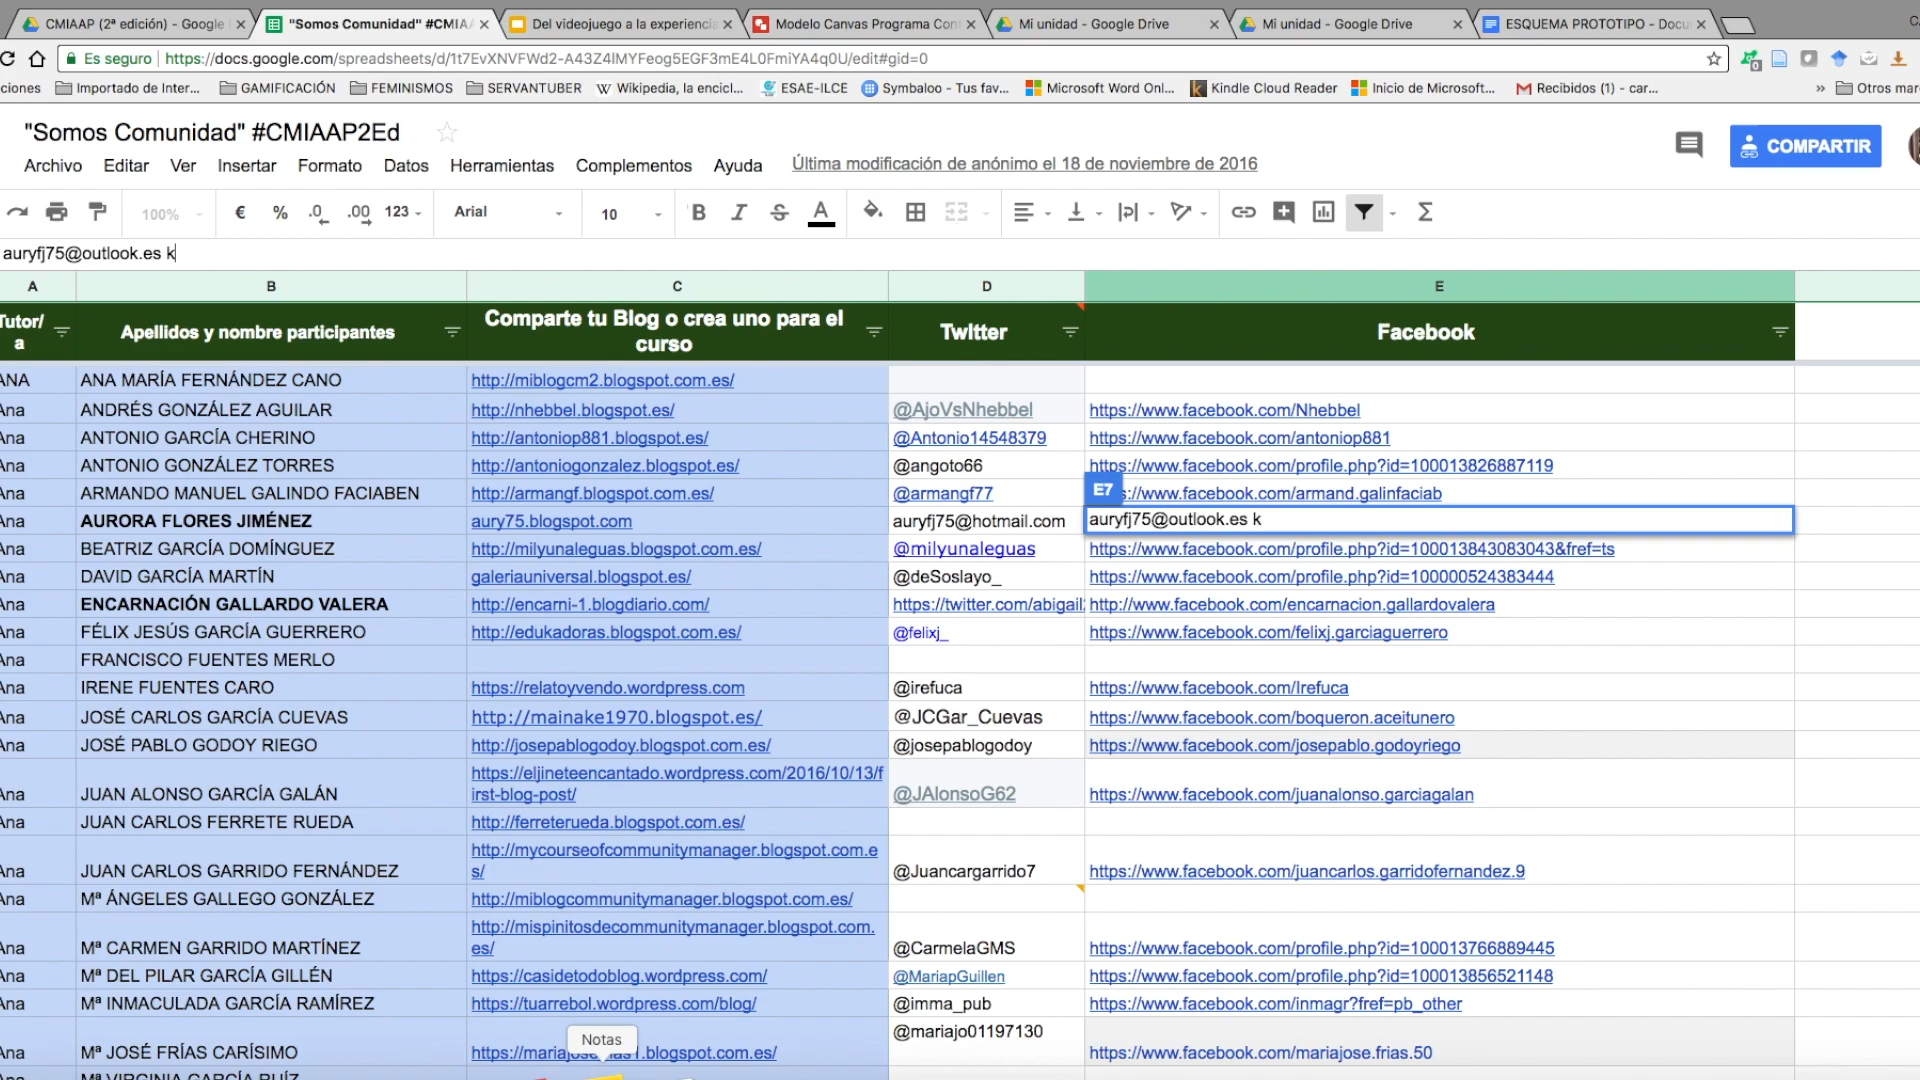 CMIAAP (2ª edición) - Google
"Somos Comunidad" #CMIAA
Del videojuego a la experiencia
Modelo Canvas Programa Con
Mi unidad - Google Drive
Mi unidad - Google Drive
ESQUEMA PROTOTIPO - Docu
Es seguro https://docs.google.com/spreadsheets/d/1t7EvXNVFWd2-A43Z4lMYFeog5EGF3mE4L0FmiYA4q0U/edit#gid=0
ciones Importado de Inter... GAMIFICACIÓN FEMINISMOS SERVANTUBER Wikipedia, la encicl... ESAE-ILCE Symbaloo - Tus fav... Microsoft Word Onl... Kindle Cloud Reader Inicio de Microsoft... Recibidos (1) - car... » Otros mar
"Somos Comunidad" #CMIAAP2Ed
COMPARTIR
Archivo Editar Ver Insertar Formato Datos Herramientas Complementos Ayuda Última modificación de anónimo el 18 de noviembre de 2016
100% € % .0 .00 123 Arial 10 B I S A Σ
auryfj75@outlook.es k
A B C D E
Tutor/a Apellidos y nombre participantes Comparte tu Blog o crea uno para el curso Twitter Facebook
ANA ANA MARÍA FERNÁNDEZ CANO http://miblogcm2.blogspot.com.es/
Ana ANDRÉS GONZÁLEZ AGUILAR http://nhebbel.blogspot.es/ @AjoVsNhebbel https://www.facebook.com/Nhebbel
Ana ANTONIO GARCÍA CHERINO http://antoniop881.blogspot.es/ @Antonio14548379 https://www.facebook.com/antoniop881
Ana ANTONIO GONZÁLEZ TORRES http://antoniogonzalez.blogspot.es/ @angoto66 https://www.facebook.com/profile.php?id=100013826887119
Ana ARMANDO MANUEL GALINDO FACIABEN http://armangf.blogspot.com.es/ @armangf77 E7 s://www.facebook.com/armand.galinfaciab
Ana AURORA FLORES JIMÉNEZ aury75.blogspot.com auryfj75@hotmail.com auryfj75@outlook.es k
Ana BEATRIZ GARCÍA DOMÍNGUEZ http://milyunaleguas.blogspot.com.es/ @milyunaleguas https://www.facebook.com/profile.php?id=100013843083043&fref=ts
Ana DAVID GARCÍA MARTÍN galeriauniversal.blogspot.es/ @deSoslayo_ https://www.facebook.com/profile.php?id=100000524383444
Ana ENCARNACIÓN GALLARDO VALERA http://encarni-1.blogdiario.com/ https://twitter.com/abigail2 http://www.facebook.com/encarnacion.gallardovalera
Ana FÉLIX JESÚS GARCÍA GUERRERO http://edukadoras.blogspot.com.es/ @felixj_ https://www.facebook.com/felixj.garciaguerrero
Ana FRANCISCO FUENTES MERLO
Ana IRENE FUENTES CARO https://relatoyvendo.wordpress.com @irefuca https://www.facebook.com/Irefuca
Ana JOSÉ CARLOS GARCÍA CUEVAS http://mainake1970.blogspot.es/ @JCGar_Cuevas https://www.facebook.com/boqueron.aceitunero
Ana JOSÉ PABLO GODOY RIEGO http://josepablogodoy.blogspot.com.es/ @josepablogodoy https://www.facebook.com/josepablo.godoyriego
https://eljineteencantado.wordpress.com/2016/10/13/f
Ana JUAN ALONSO GARCÍA GALÁN irst-blog-post/ @JAlonsoG62 https://www.facebook.com/juanalonso.garciagalan
Ana JUAN CARLOS FERRETE RUEDA http://ferreterueda.blogspot.com.es/
http://mycourseofcommunitymanager.blogspot.com.e
Ana JUAN CARLOS GARRIDO FERNÁNDEZ s/ @Juancargarrido7 https://www.facebook.com/juancarlos.garridofernandez.9
Ana Mª ÁNGELES GALLEGO GONZÁLEZ http://miblogcommunitymanager.blogspot.com.es/
http://mispinitosdecommunitymanager.blogspot.com.
Ana Mª CARMEN GARRIDO MARTÍNEZ es/ @CarmelaGMS https://www.facebook.com/profile.php?id=100013766889445
Ana Mª DEL PILAR GARCÍA GILLÉN https://casidetodoblog.wordpress.com/ @MariapGuillen https://www.facebook.com/profile.php?id=100013856521148
Ana Mª INMACULADA GARCÍA RAMÍREZ https://tuarrebol.wordpress.com/blog/ @imma_pub https://www.facebook.com/inmagr?fref=pb_other
@mariajo01197130
Notas
Ana Mª JOSÉ FRÍAS CARÍSIMO .blogspot.com.es/ https://www.facebook.com/mariajose.frias.50
Mª VIRGINIA GARCÍA RUÍZ